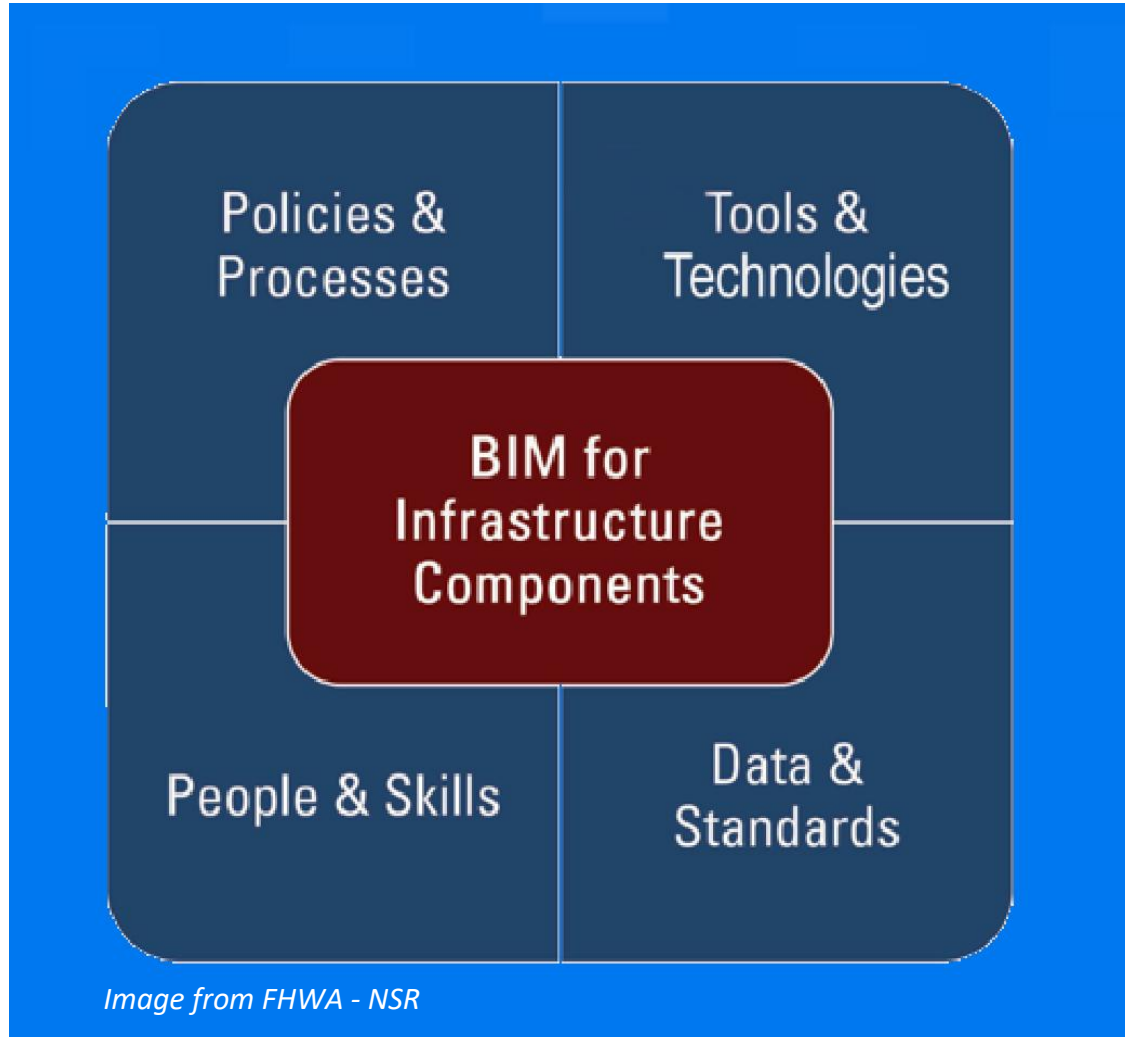 Policies &
Processes
Tools &
Technologies
BIM for
Infrastructure
Components
People & Skills
Data &
Standards
Image from FHWA - NSR